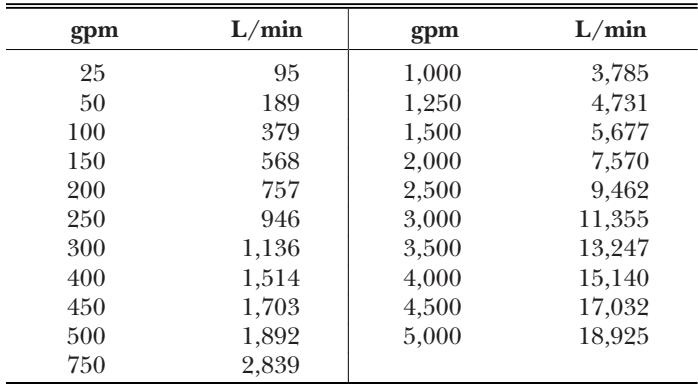 gpm L/min gpm L/min
25 95 1,000 3,785
50 189 1,250 4,731
100 379 1,500 5,677
150 568 2,000 7,570
200 757 2,500 9,462
250 946 3,000 11,355
300 1,136 3,500 13,247
400 1,514 4,000 15,140
450 1,703 4,500 17,032
500 1,892 5,000 18,925
750 2,839